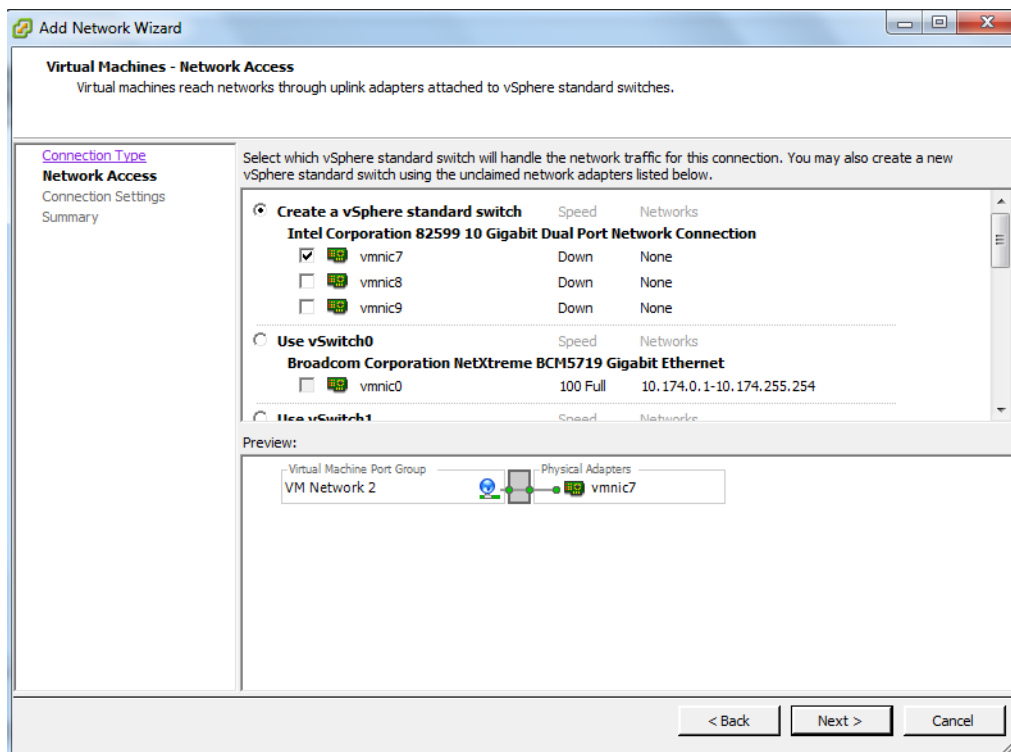 Add Network Wizard
Virtual Machines - Network Access
Virtual machines reach networks through uplink adapters attached to vSphere standard switches.
Connection Type
Network Access
Connection Settings
Summary
Select which vSphere standard switch will handle the network traffic for this connection. You may also create a new
vSphere standard switch using the unclaimed network adapters listed below.
Create a vSphere standard switch Speed Networks
Intel Corporation 82599 10 Gigabit Dual Port Network Connection
vmnic7 Down None
vmnic8 Down None
vmnic9 Down None
Use vSwitch0 Speed Networks
Broadcom Corporation NetXtreme BCM5719 Gigabit Ethernet
vmnic0 100 Full 10.174.0.1-10.174.255.254
Use vSwitch1 Speed Networks
Preview:
Virtual Machine Port Group Physical Adapters
VM Network 2 vmnic7
< Back Next > Cancel